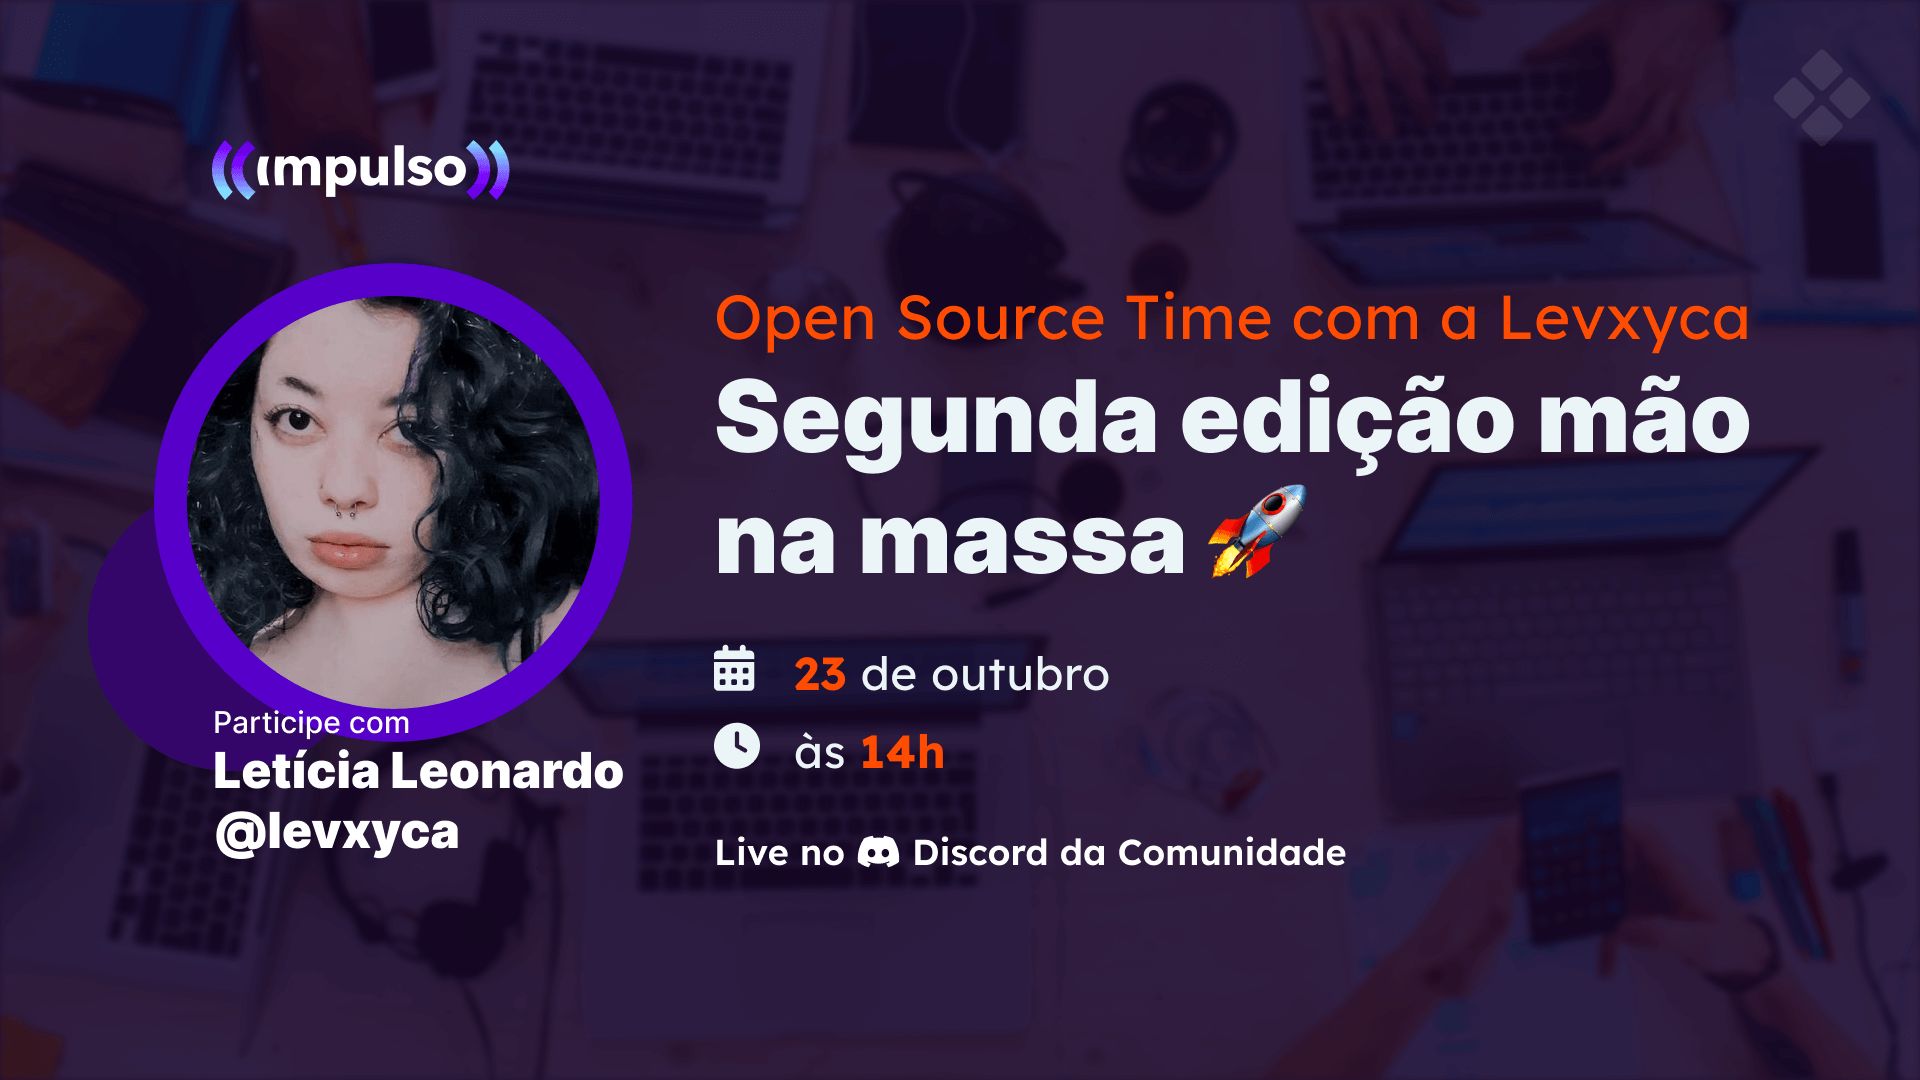 impulso
Open Source Time com a Levxyca
Segunda edição mão
na massa 🚀
23 de outubro
às 14h
Live no Discord da Comunidade
Participe com
Letícia Leonardo
@levxyca